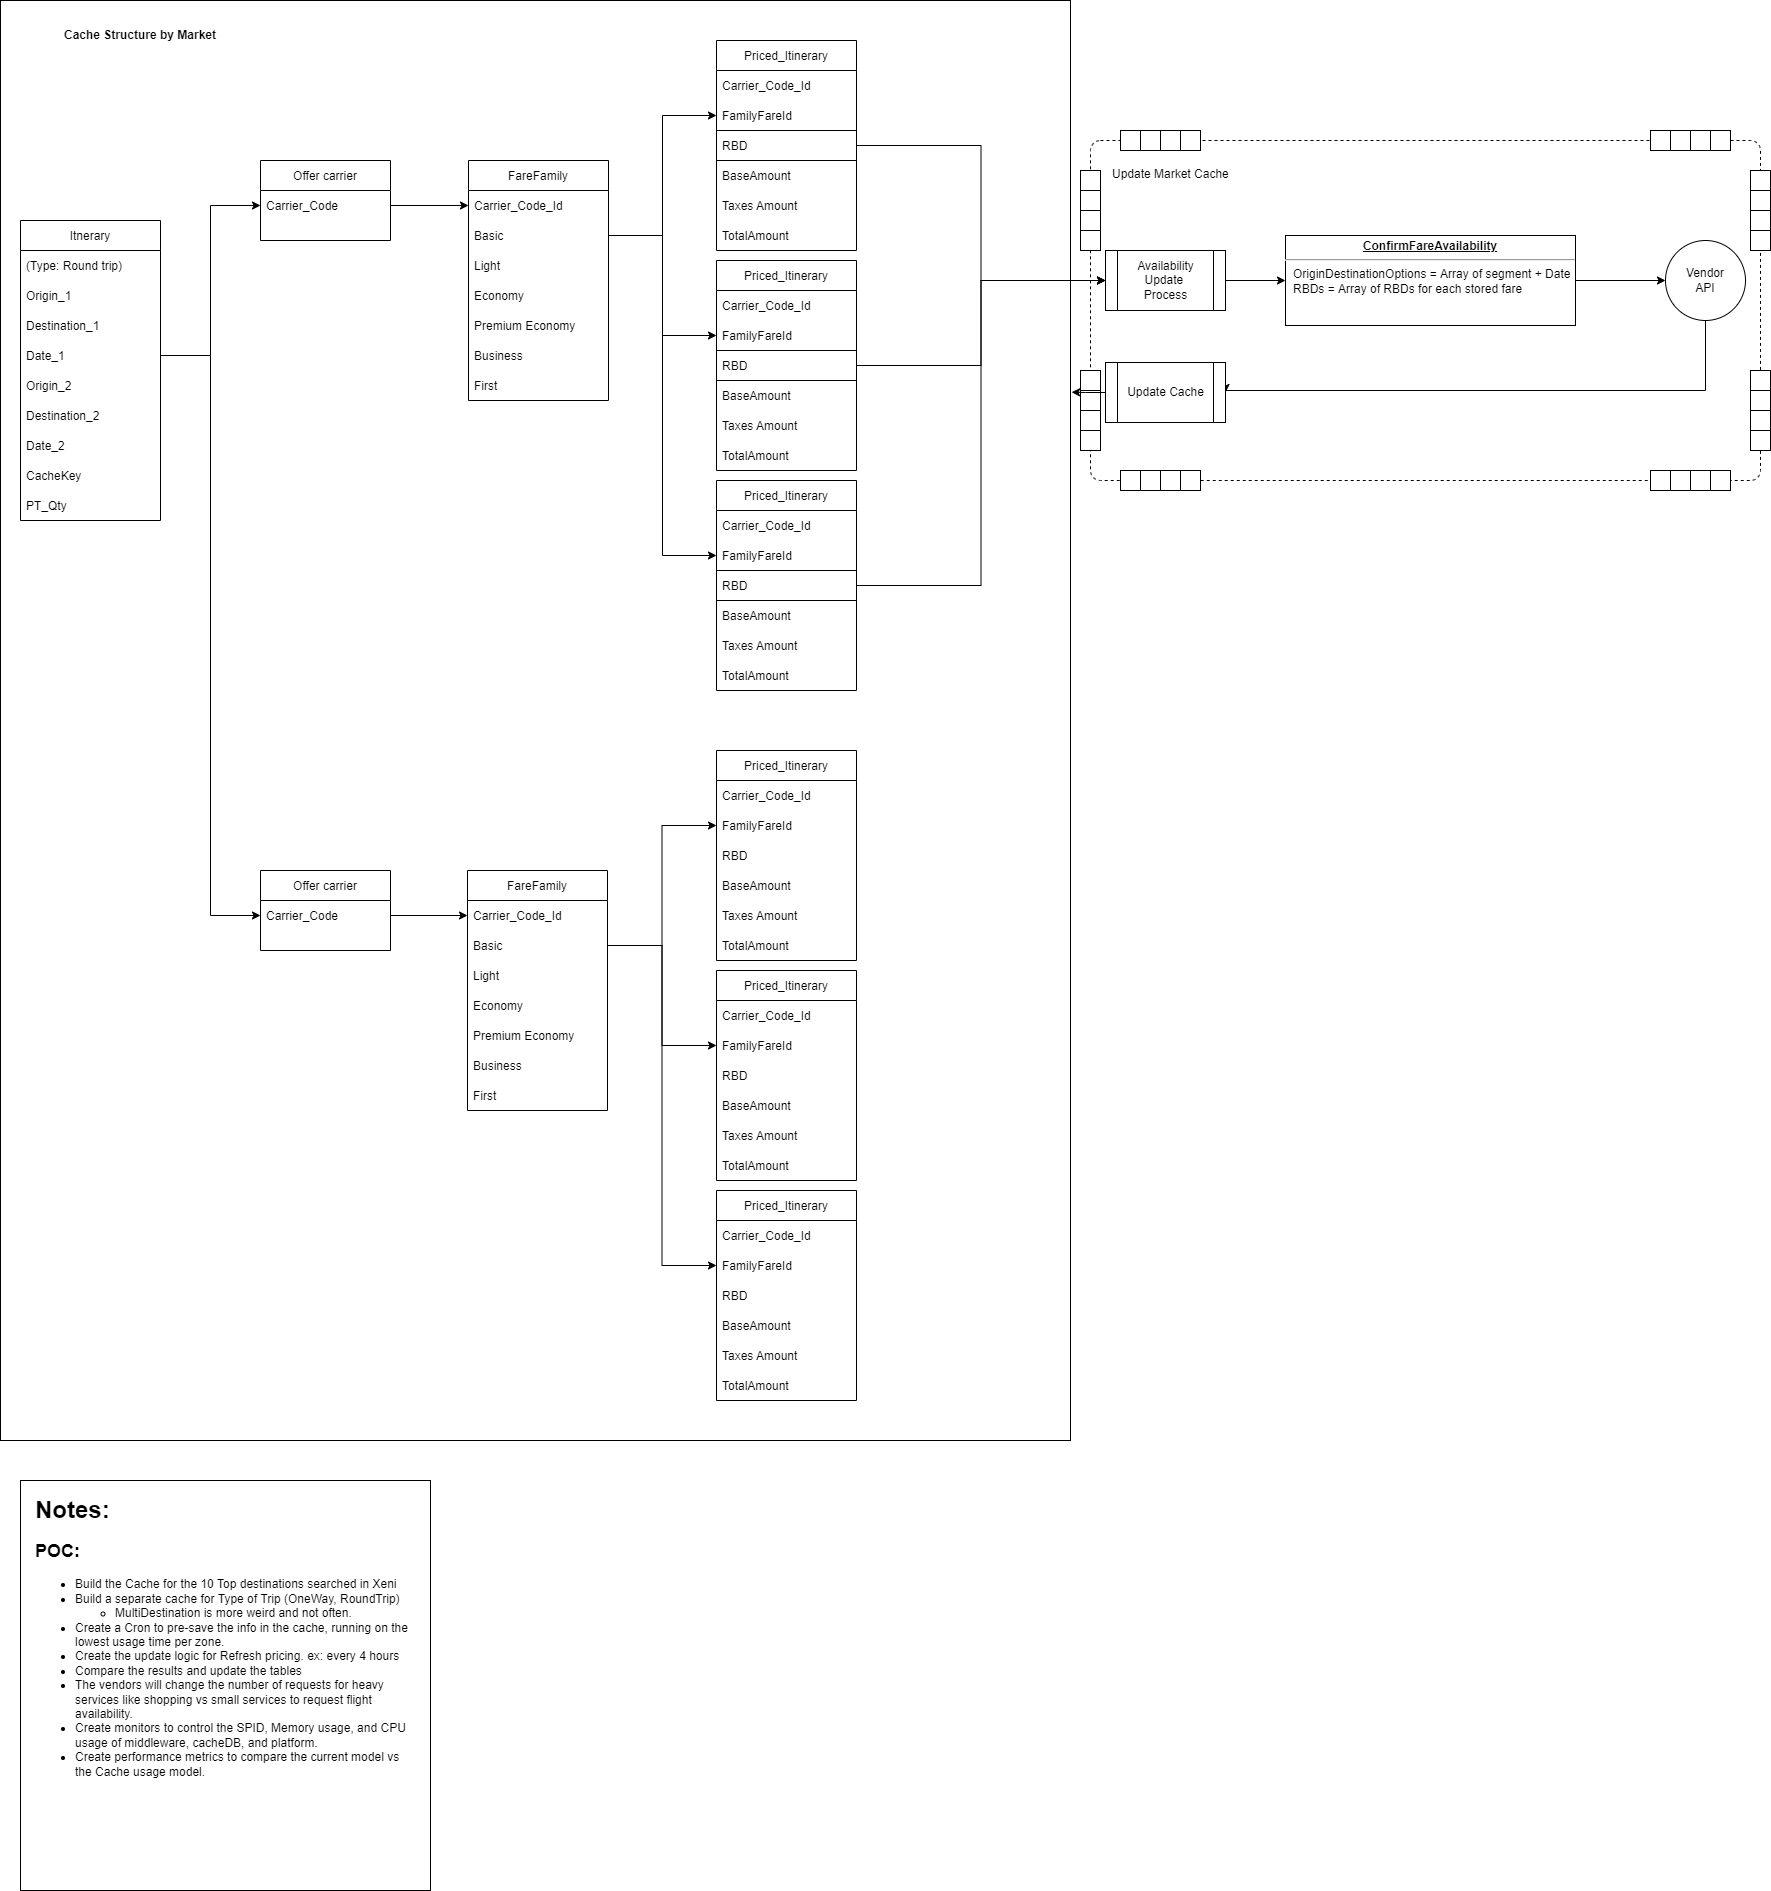 Cache Structure by Market
Itnerary
(Type: Round trip)
Origin_1
Destination_1
Date_1
Origin_2
Destination_2
Date_2
CacheKey
PT_Qty
Offer carrier
Carrier_Code
FareFamily
Carrier_Code_Id
Basic
Light
Economy
Premium Economy
Business
First
Priced_Itinerary
Carrier_Code_Id
FamilyFareId
RBD
BaseAmount
Taxes Amount
TotalAmount
Priced_Itinerary
Carrier_Code_Id
FamilyFareId
RBD
BaseAmount
Taxes Amount
TotalAmount
Priced_Itinerary
Carrier_Code_Id
FamilyFareId
RBD
BaseAmount
Taxes Amount
TotalAmount
Update Market Cache
Availability
Update
Process
ConfirmFareAvailability
OriginDestinationOptions = Array of segment + Date
RBDs = Array of RBDs for each stored fare
Vendor
API
Update Cache
Offer carrier
Carrier_Code
FareFamily
Carrier_Code_Id
Basic
Light
Economy
Premium Economy
Business
First
Priced_Itinerary
Carrier_Code_Id
FamilyFareId
RBD
BaseAmount
Taxes Amount
TotalAmount
Priced_Itinerary
Carrier_Code_Id
FamilyFareId
RBD
BaseAmount
Taxes Amount
TotalAmount
Priced_Itinerary
Carrier_Code_Id
FamilyFareId
RBD
BaseAmount
Taxes Amount
TotalAmount
Notes:
POC:
• Build the Cache for the 10 Top destinations searched in Xeni
• Build a separate cache for Type of Trip (OneWay, RoundTrip)
◦ MultiDestination is more weird and not often.
• Create a Cron to pre-save the info in the cache, running on the
lowest usage time per zone.
• Create the update logic for Refresh pricing. ex: every 4 hours
• Compare the results and update the tables
• The vendors will change the number of requests for heavy
services like shopping vs small services to request flight
availability.
• Create monitors to control the SPID, Memory usage, and CPU
usage of middleware, cacheDB, and platform.
• Create performance metrics to compare the current model vs
the Cache usage model.